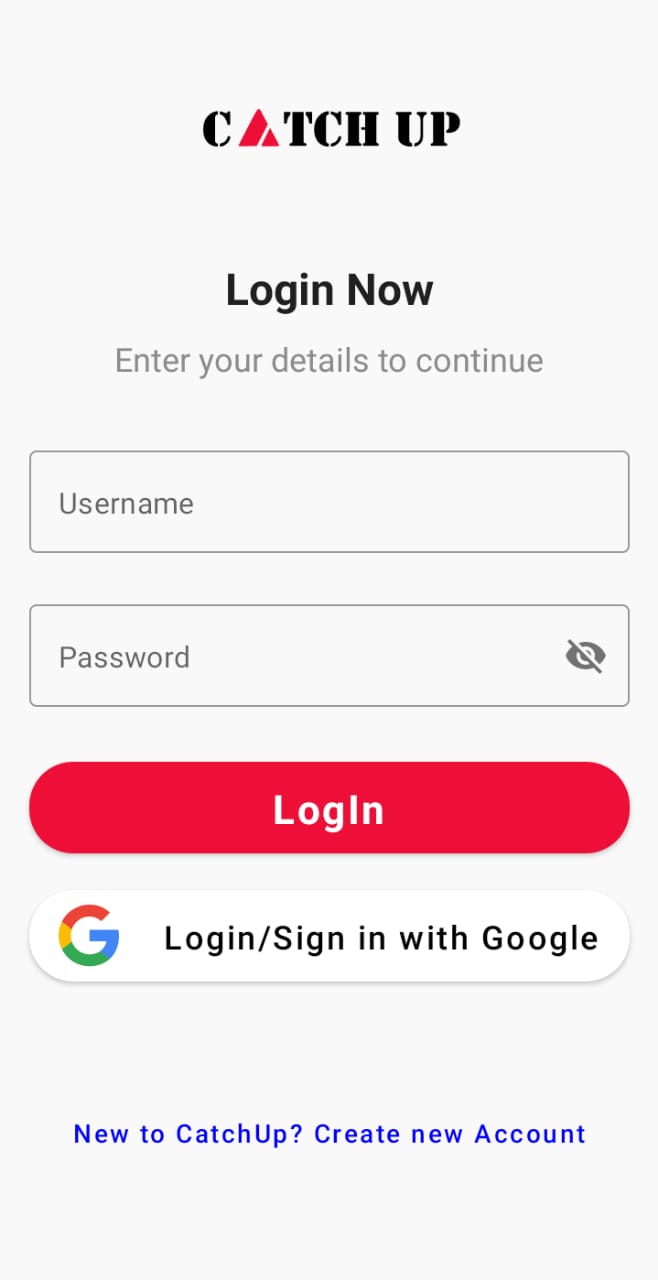 CATCH UP
Login Now
Enter your details to continue
Username
Password
LogIn
Login/Sign in with Google
New to CatchUp? Create new Account